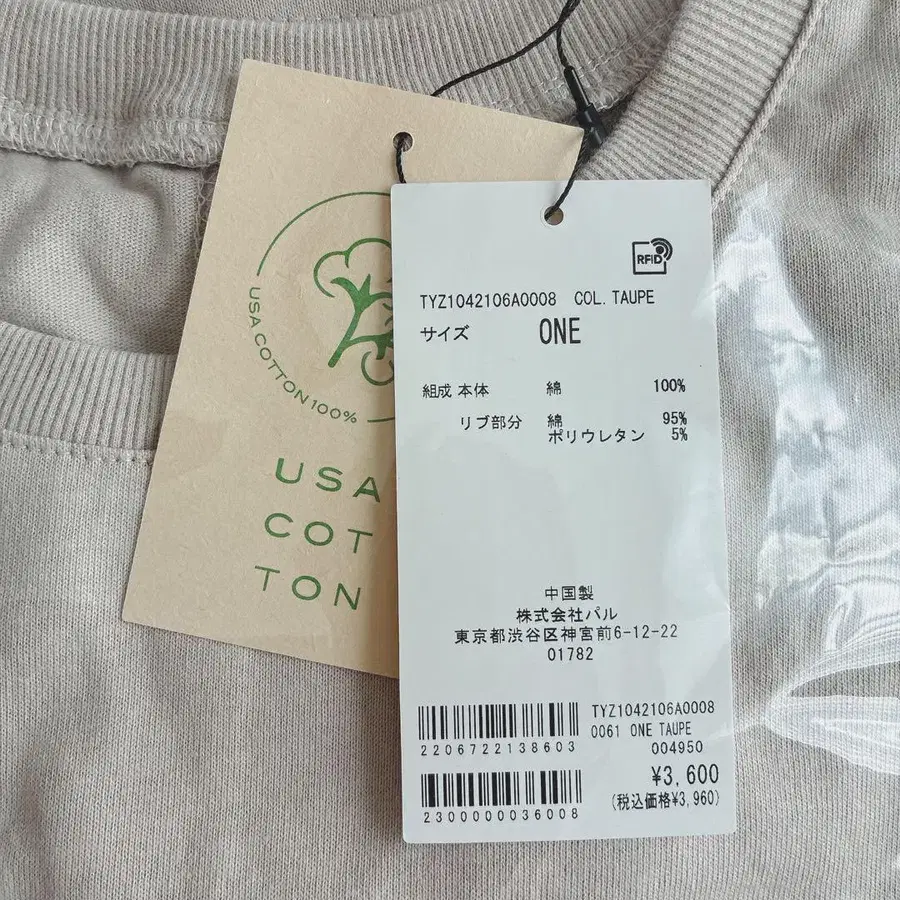 USA COTTON 100%
USA
COT
TON
RFID
TYZ1042106A0008 COL. TAUPE
サイズ ONE
組成 本体 綿 100%
リブ部分 綿 95%
ポリウレタン 5%
中国製
株式会社パル
東京都渋谷区神宮前6-12-22
01782
TYZ1042106A0008
2206722138603 0061 ONE TAUPE
004950
¥3,600
2300000036008 (税込価格¥3,960)